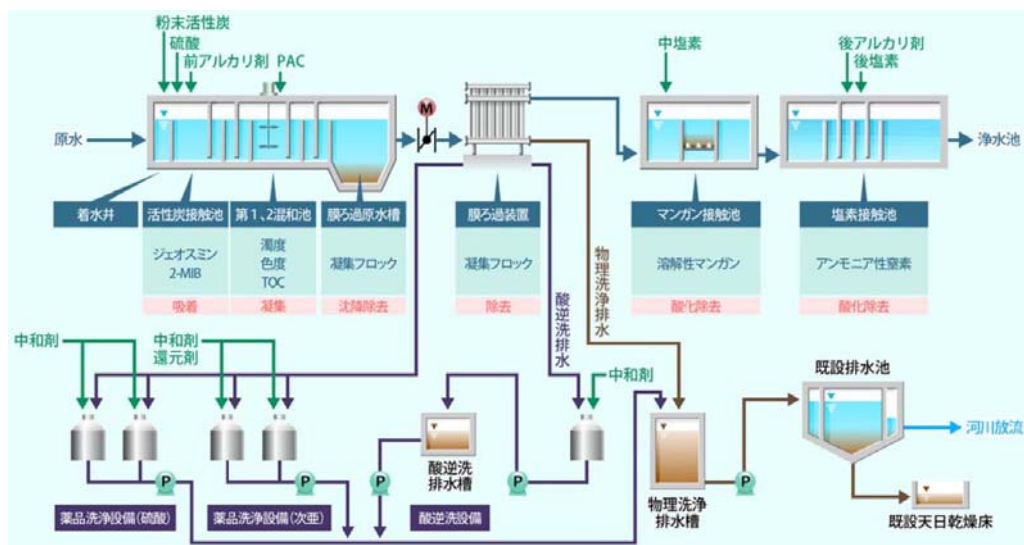 粉末活性炭
硫酸
前アルカリ剤 PAC
中塩素
後アルカリ剤
後塩素
原水
M
浄水池
着水井
活性炭接触池
ジェオスミン
2-MIB
吸着
第1、2混和池
濁度
色度
TOC
凝集
膜ろ過原水槽
凝集フロック
沈降除去
膜ろ過装置
凝集フロック
除去
マンガン接触池
溶解性マンガン
酸化除去
塩素接触池
アンモニア性窒素
酸化除去
物理洗浄排水
酸逆洗排水
中和剤
中和剤
還元剤
中和剤
既設排水池
河川放流
酸逆洗
排水槽
物理洗浄
排水槽
既設天日乾燥床
P
P
P
P
P
薬品洗浄設備(硫酸)
薬品洗浄設備(次亜)
酸逆洗設備